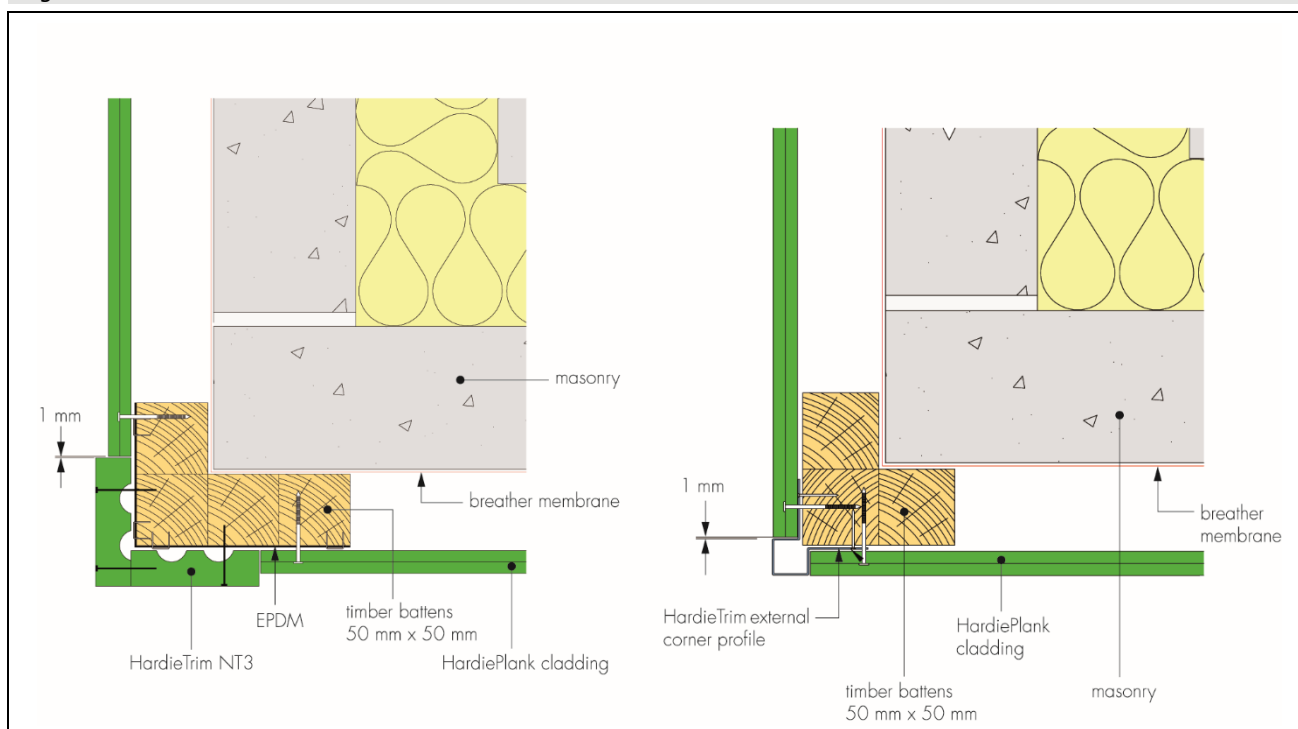 masonry
1 mm
breather membrane
EPDM
timber battens
50 mm x 50 mm
HardieTrim NT3
HardiePlank cladding
1 mm
breather
membrane
HardieTrim external
corner profile
HardiePlank
cladding
timber battens
50 mm x 50 mm
masonry